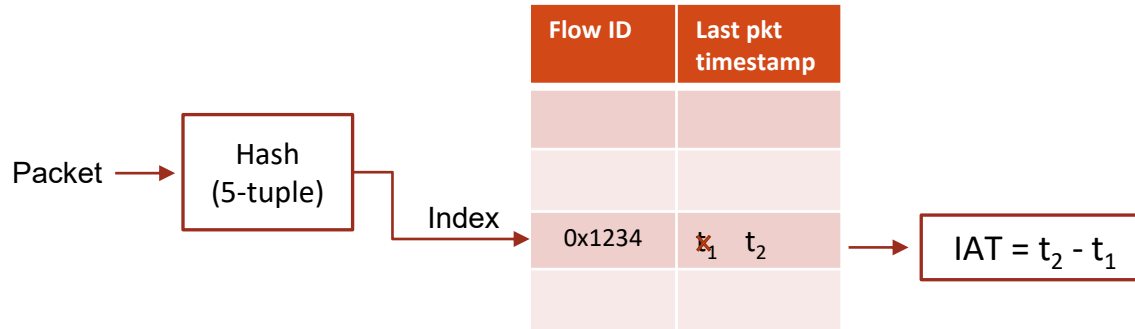 Flow ID
Last pkt
timestamp
Packet
Hash
(5-tuple)
Index
0x1234
t₁ t₂
IAT = t₂ - t₁